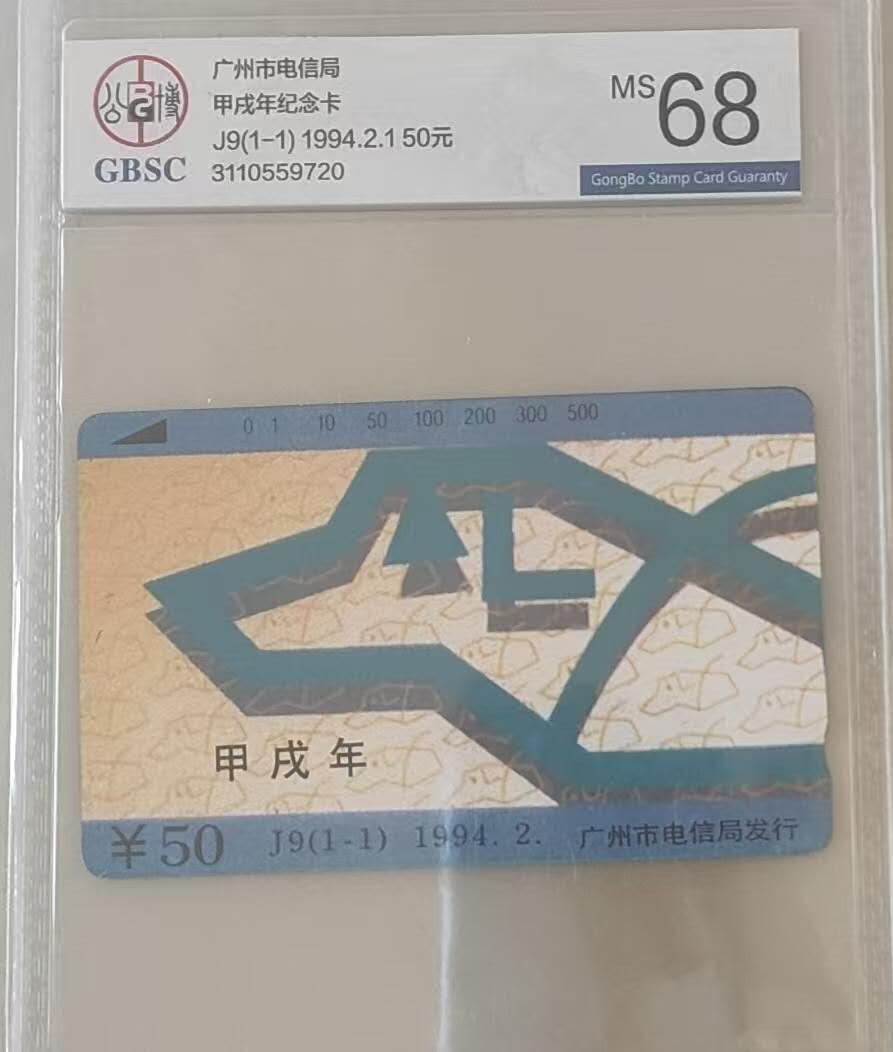 公博
GBSC
广州市电信局
甲戌年纪念卡
J9(1-1) 1994.2.1 50元
3110559720
MS 68
GongBo Stamp Card Guaranty
0 1 10 50 100 200 300 500
甲戌年
¥50 J9(1-1) 1994. 2. 广州市电信局发行